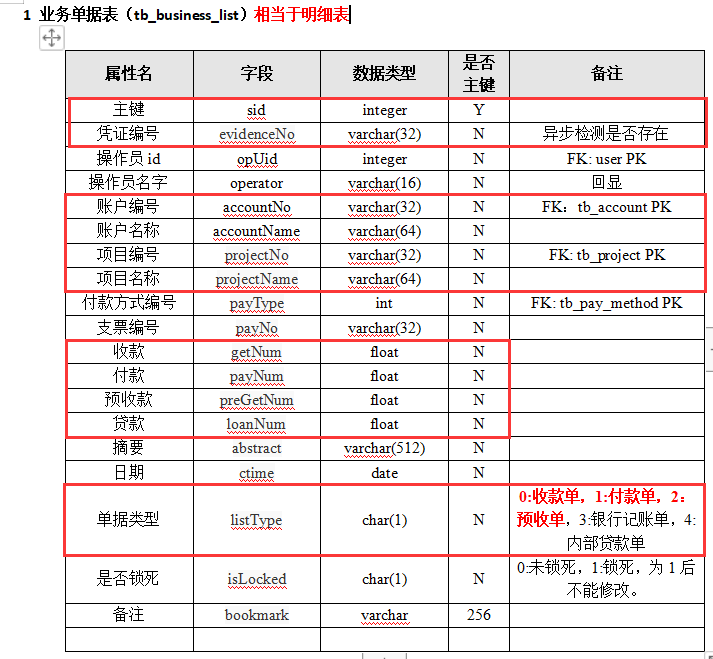 1 业务单据表（tb_business_list）相当于明细表
属性名 字段 数据类型 是否主键 备注
主键 sid integer Y
凭证编号 evidenceNo varchar(32) N 异步检测是否存在
操作员 id opUid integer N FK: user PK
操作员名字 operator varchar(16) N 回显
账户编号 accountNo varchar(32) N FK：tb_account PK
账户名称 accountName varchar(64) N
项目编号 projectNo varchar(32) N FK: tb_project PK
项目名称 projectName varchar(64) N
付款方式编号 payType int N FK: tb_pay_method PK
支票编号 payNo varchar(32) N
收款 getNum float N
付款 payNum float N
预收款 preGetNum float N
贷款 loanNum float N
摘要 abstract varchar(512) N
日期 ctime date N
单据类型 listType char(1) N 0:收款单，1:付款单，2：预收单，3:银行记账单，4:内部贷款单
是否锁死 isLocked char(1) N 0:未锁死，1:锁死，为 1 后不能修改。
备注 bookmark varchar 256